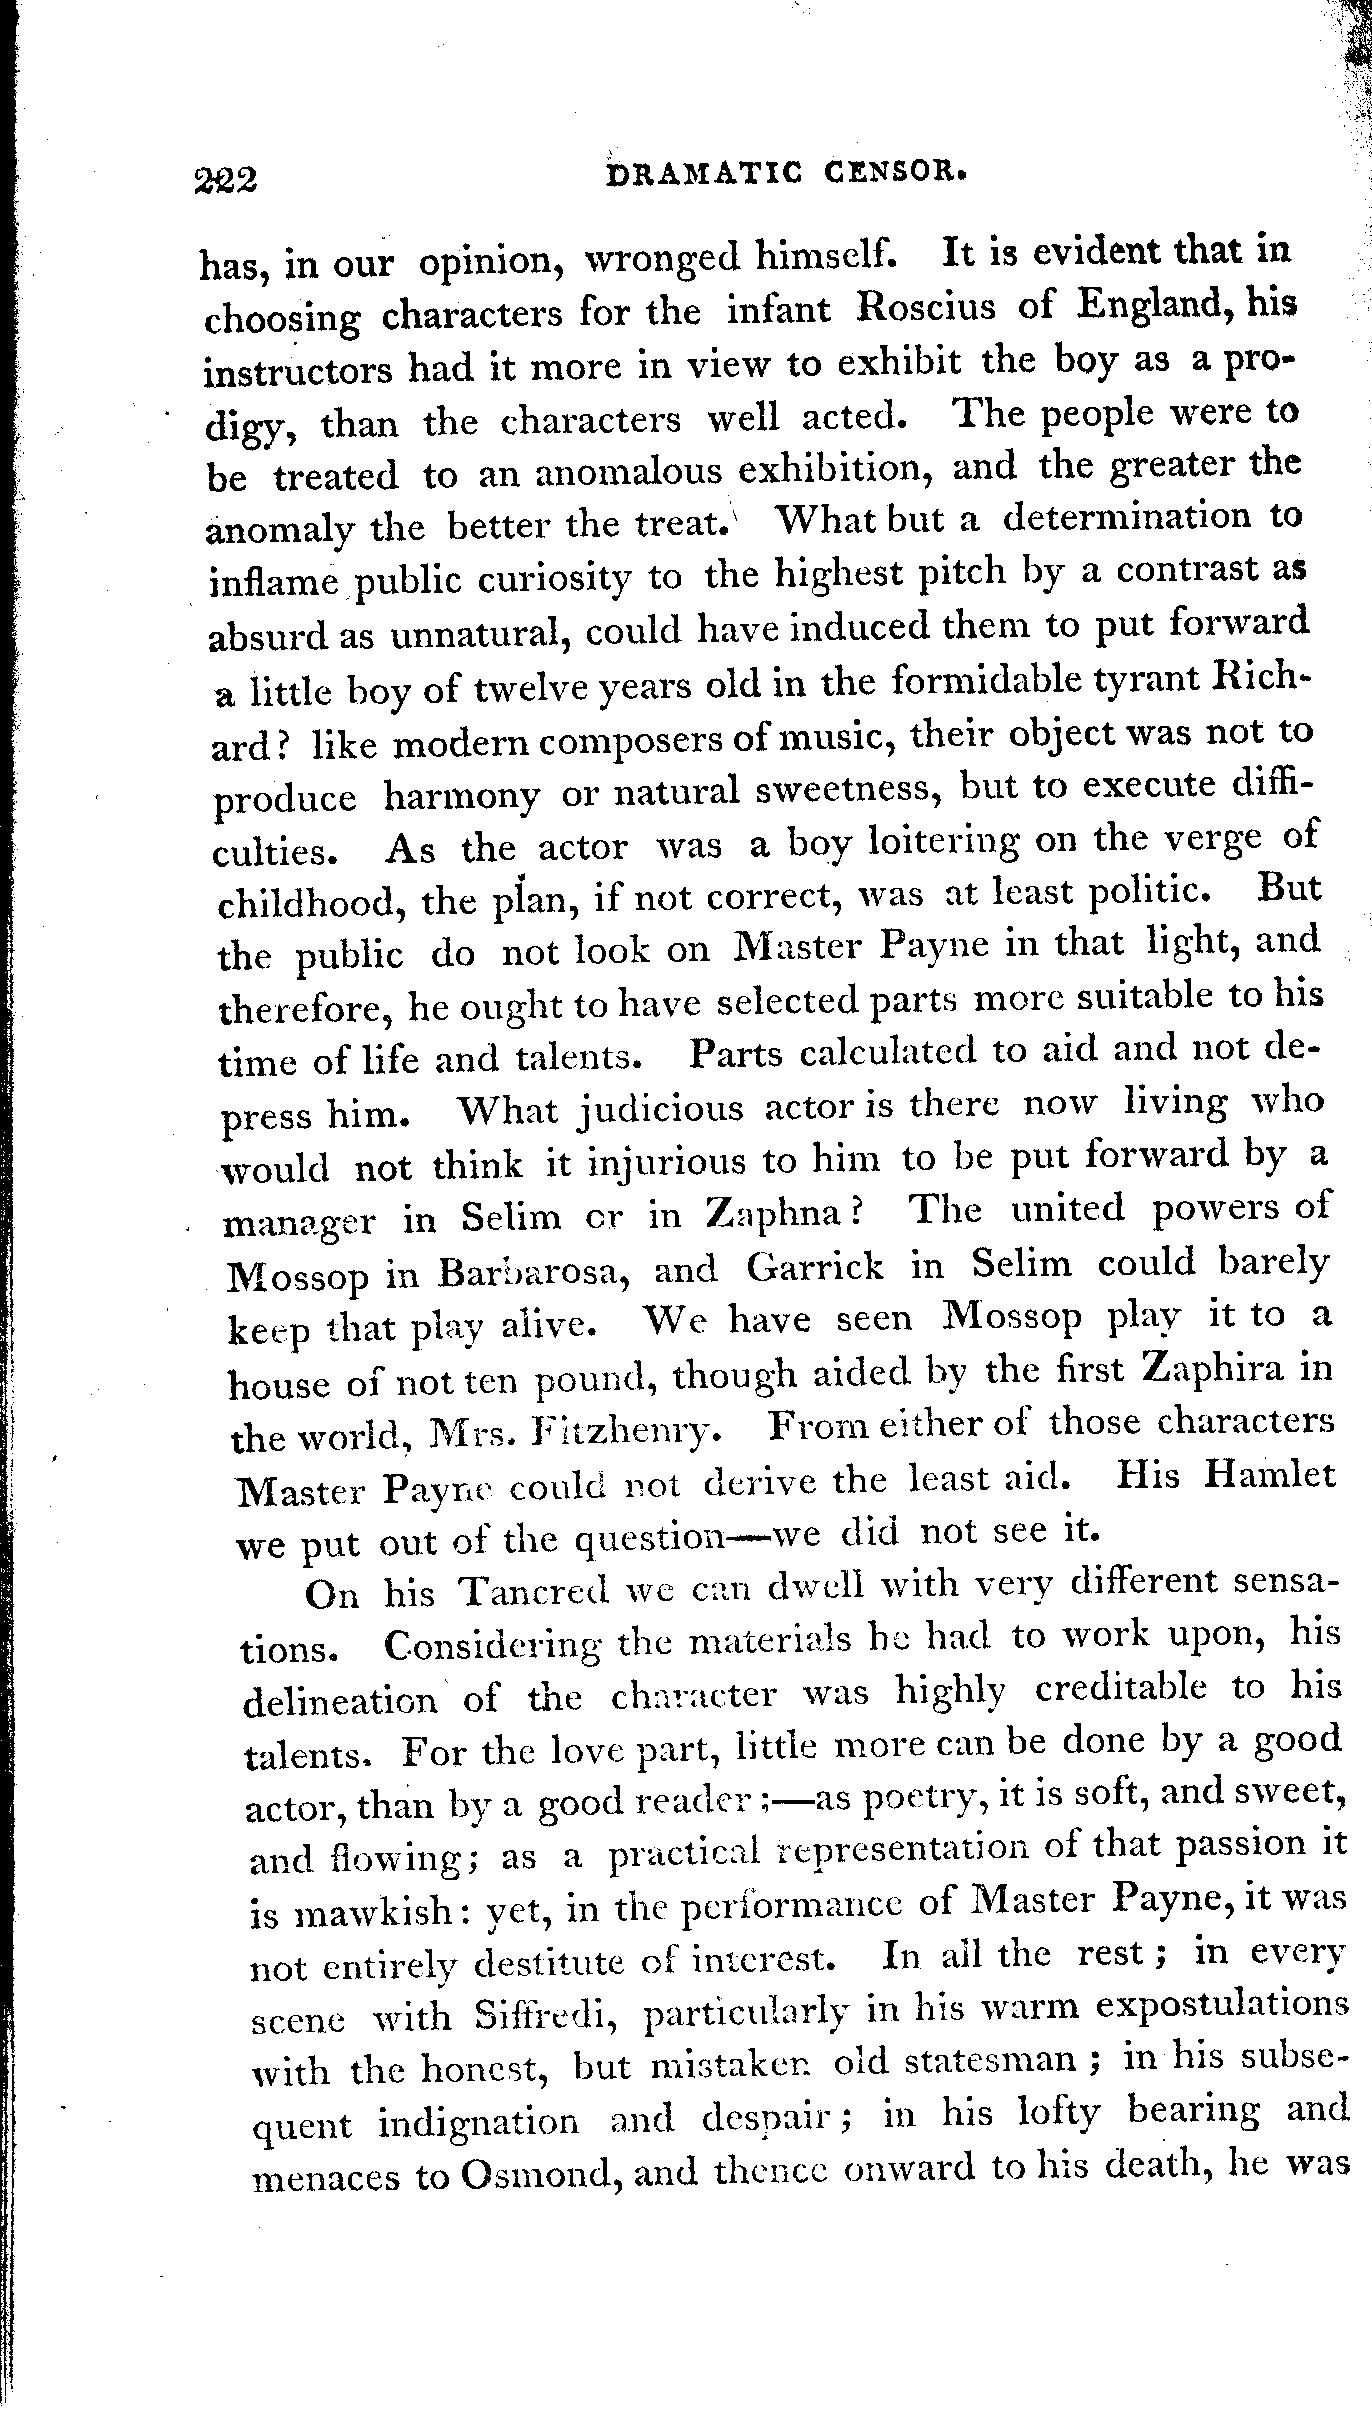 222 DRAMATIC CENSOR.
has, in our opinion, wronged himself. It is evident that in
choosing characters for the infant Roscius of England, his
instructors had it more in view to exhibit the boy as a pro-
digy, than the characters well acted. The people were to
be treated to an anomalous exhibition, and the greater the
anomaly the better the treat. What but a determination to
inflame public curiosity to the highest pitch by a contrast as
absurd as unnatural, could have induced them to put forward
a little boy of twelve years old in the formidable tyrant Rich-
ard? like modern composers of music, their object was not to
produce harmony or natural sweetness, but to execute diffi-
culties. As the actor was a boy loitering on the verge of
childhood, the plan, if not correct, was at least politic. But
the public do not look on Master Payne in that light, and
therefore, he ought to have selected parts more suitable to his
time of life and talents. Parts calculated to aid and not de-
press him. What judicious actor is there now living who
would not think it injurious to him to be put forward by a
manager in Selim or in Zaphna? The united powers of
Mossop in Barbarosa, and Garrick in Selim could barely
keep that play alive. We have seen Mossop play it to a
house of not ten pound, though aided by the first Zaphira in
the world, Mrs. Fitzhenry. From either of those characters
Master Payne could not derive the least aid. His Hamlet
we put out of the question—we did not see it.
On his Tancred we can dwell with very different sensa-
tions. Considering the materials he had to work upon, his
delineation of the character was highly creditable to his
talents. For the love part, little more can be done by a good
actor, than by a good reader;—as poetry, it is soft, and sweet,
and flowing; as a practical representation of that passion it
is mawkish: yet, in the performance of Master Payne, it was
not entirely destitute of interest. In all the rest; in every
scene with Siffredi, particularly in his warm expostulations
with the honest, but mistaken old statesman; in his subse-
quent indignation and despair; in his lofty bearing and
menaces to Osmond, and thence onward to his death, he was